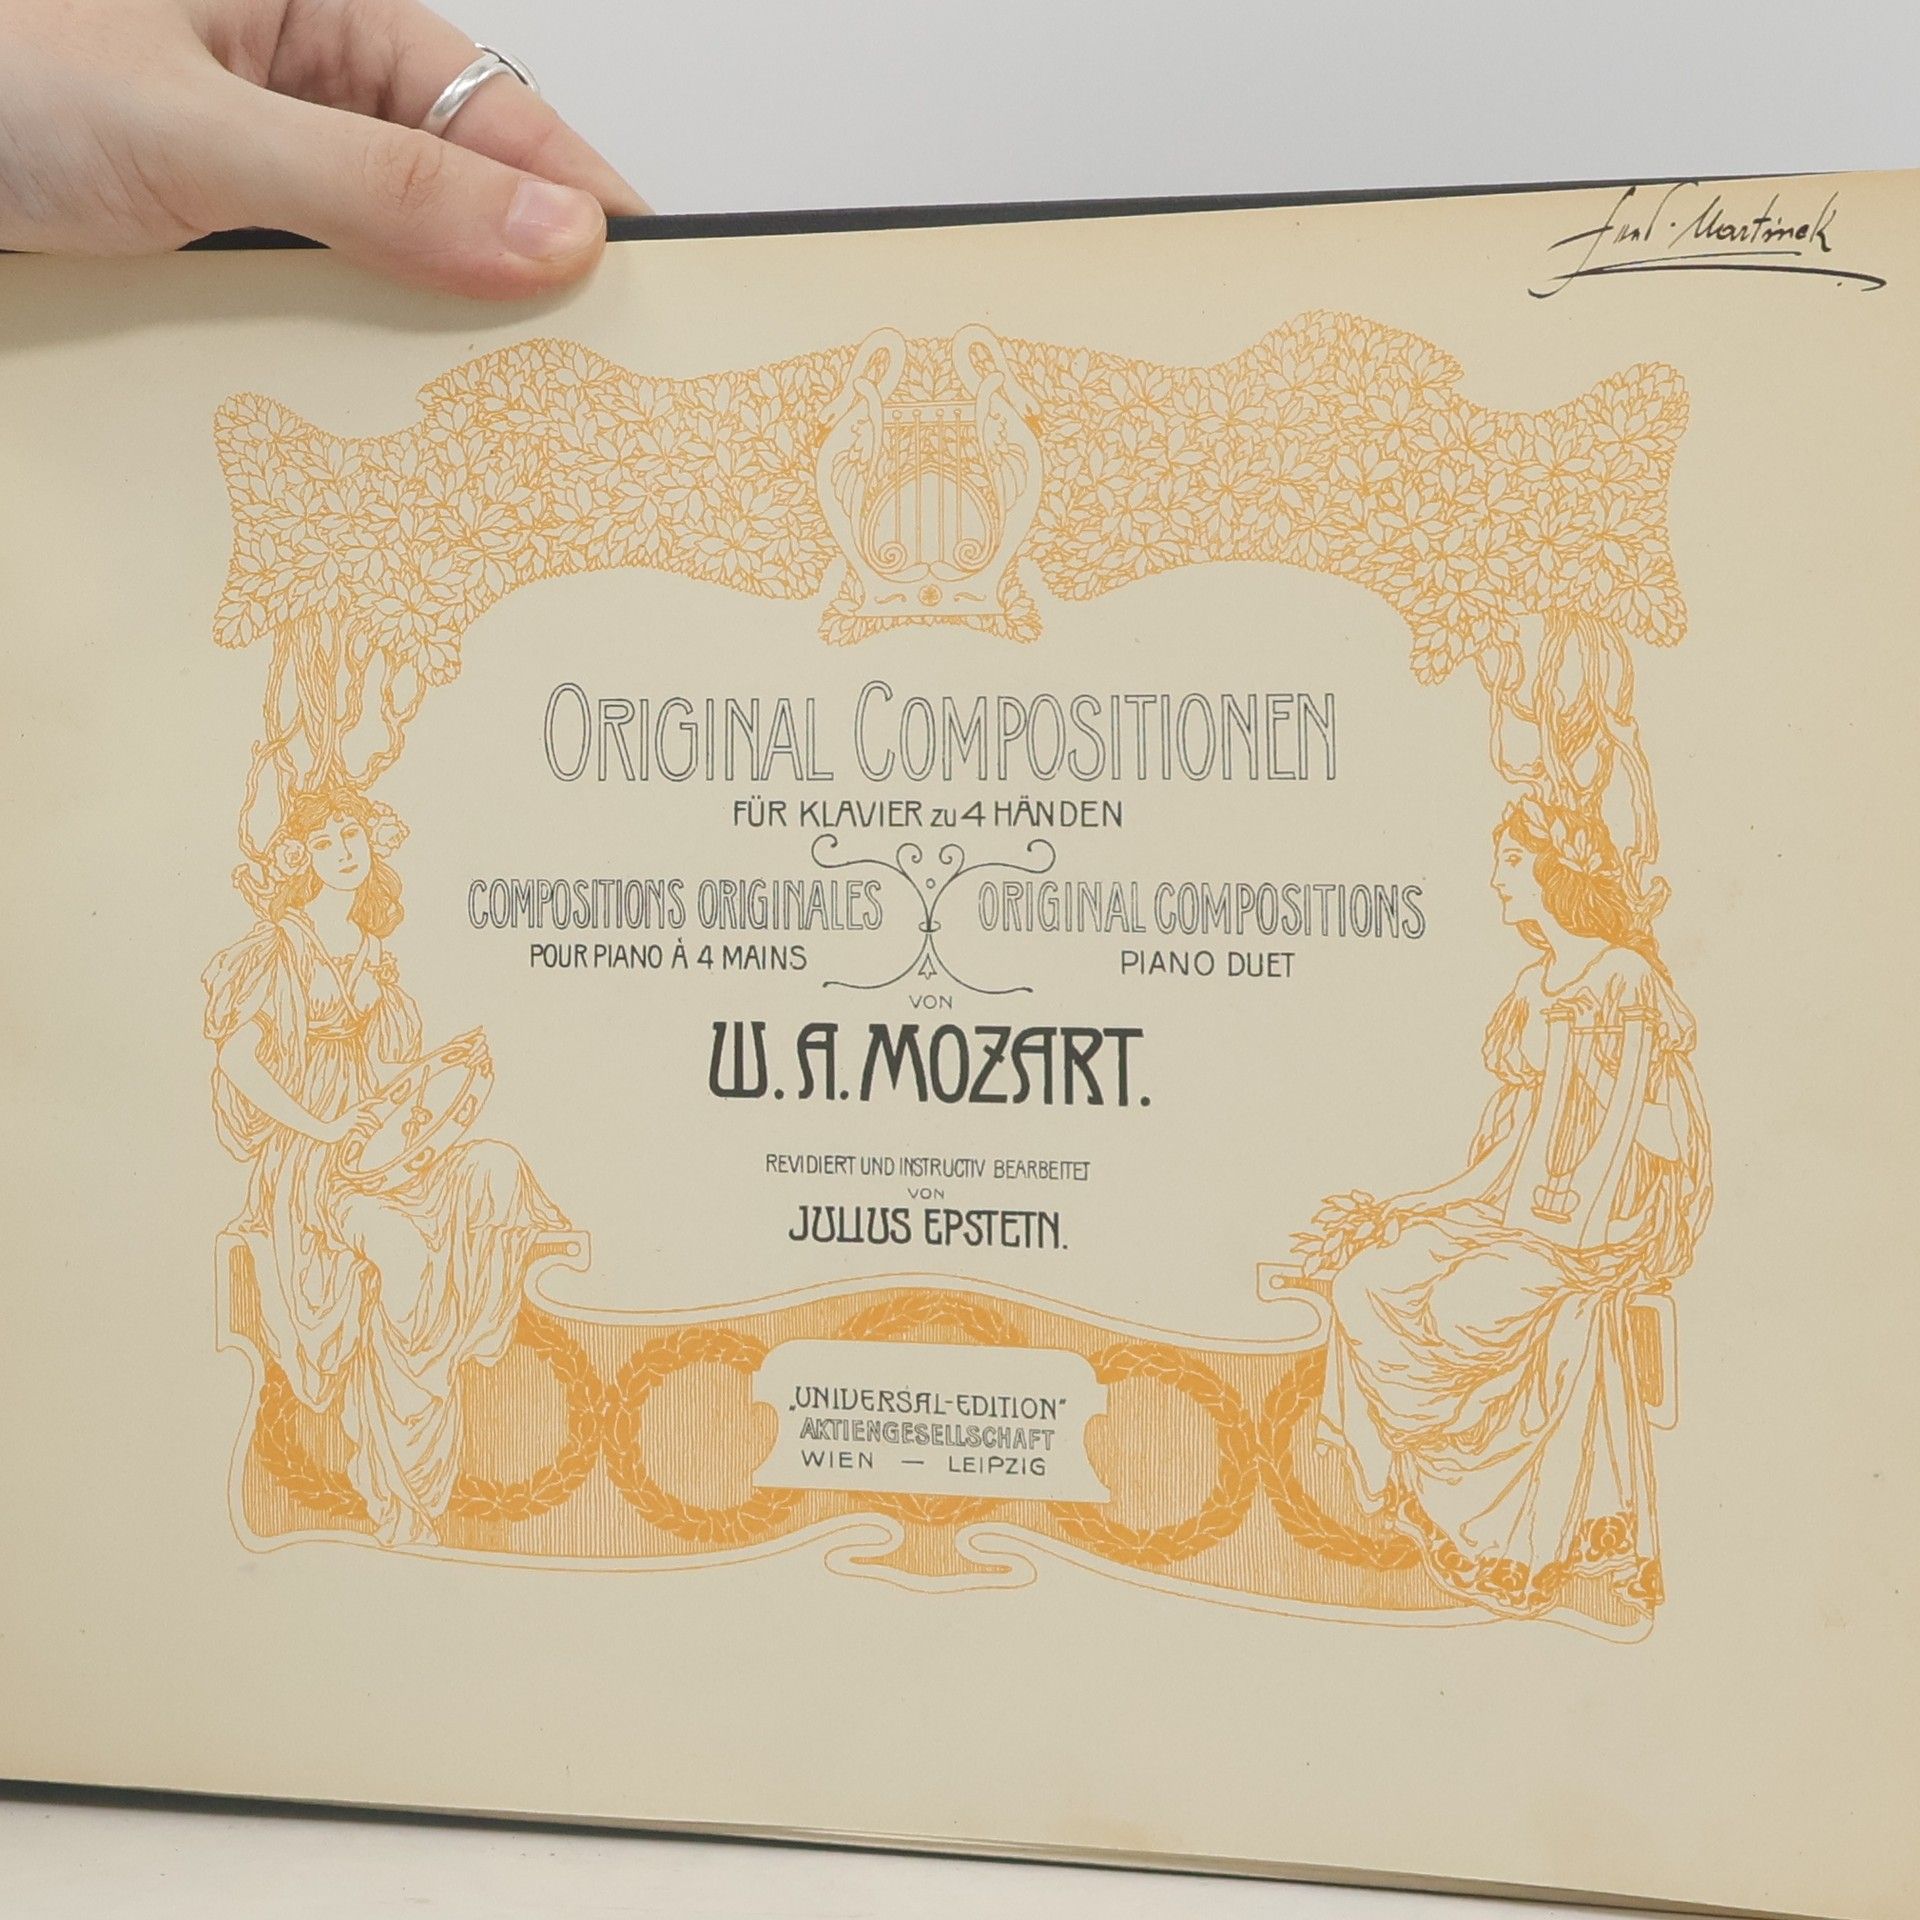 Martinek
ORIGINAL COMPOSITIONEN
FÜR KLAVIER ZU 4 HÄNDEN
COMPOSITIONS ORIGINALES
POUR PIANO À 4 MAINS
ORIGINAL COMPOSITIONS
PIANO DUET
VON
W. A. MOZART.
REVIDIERT UND INSTRUCTIV BEARBEITET
VON
JULIUS EPSTEIN.
„UNIVERSAL-EDITION"
AKTIENGESELLSCHAFT
WIEN — LEIPZIG